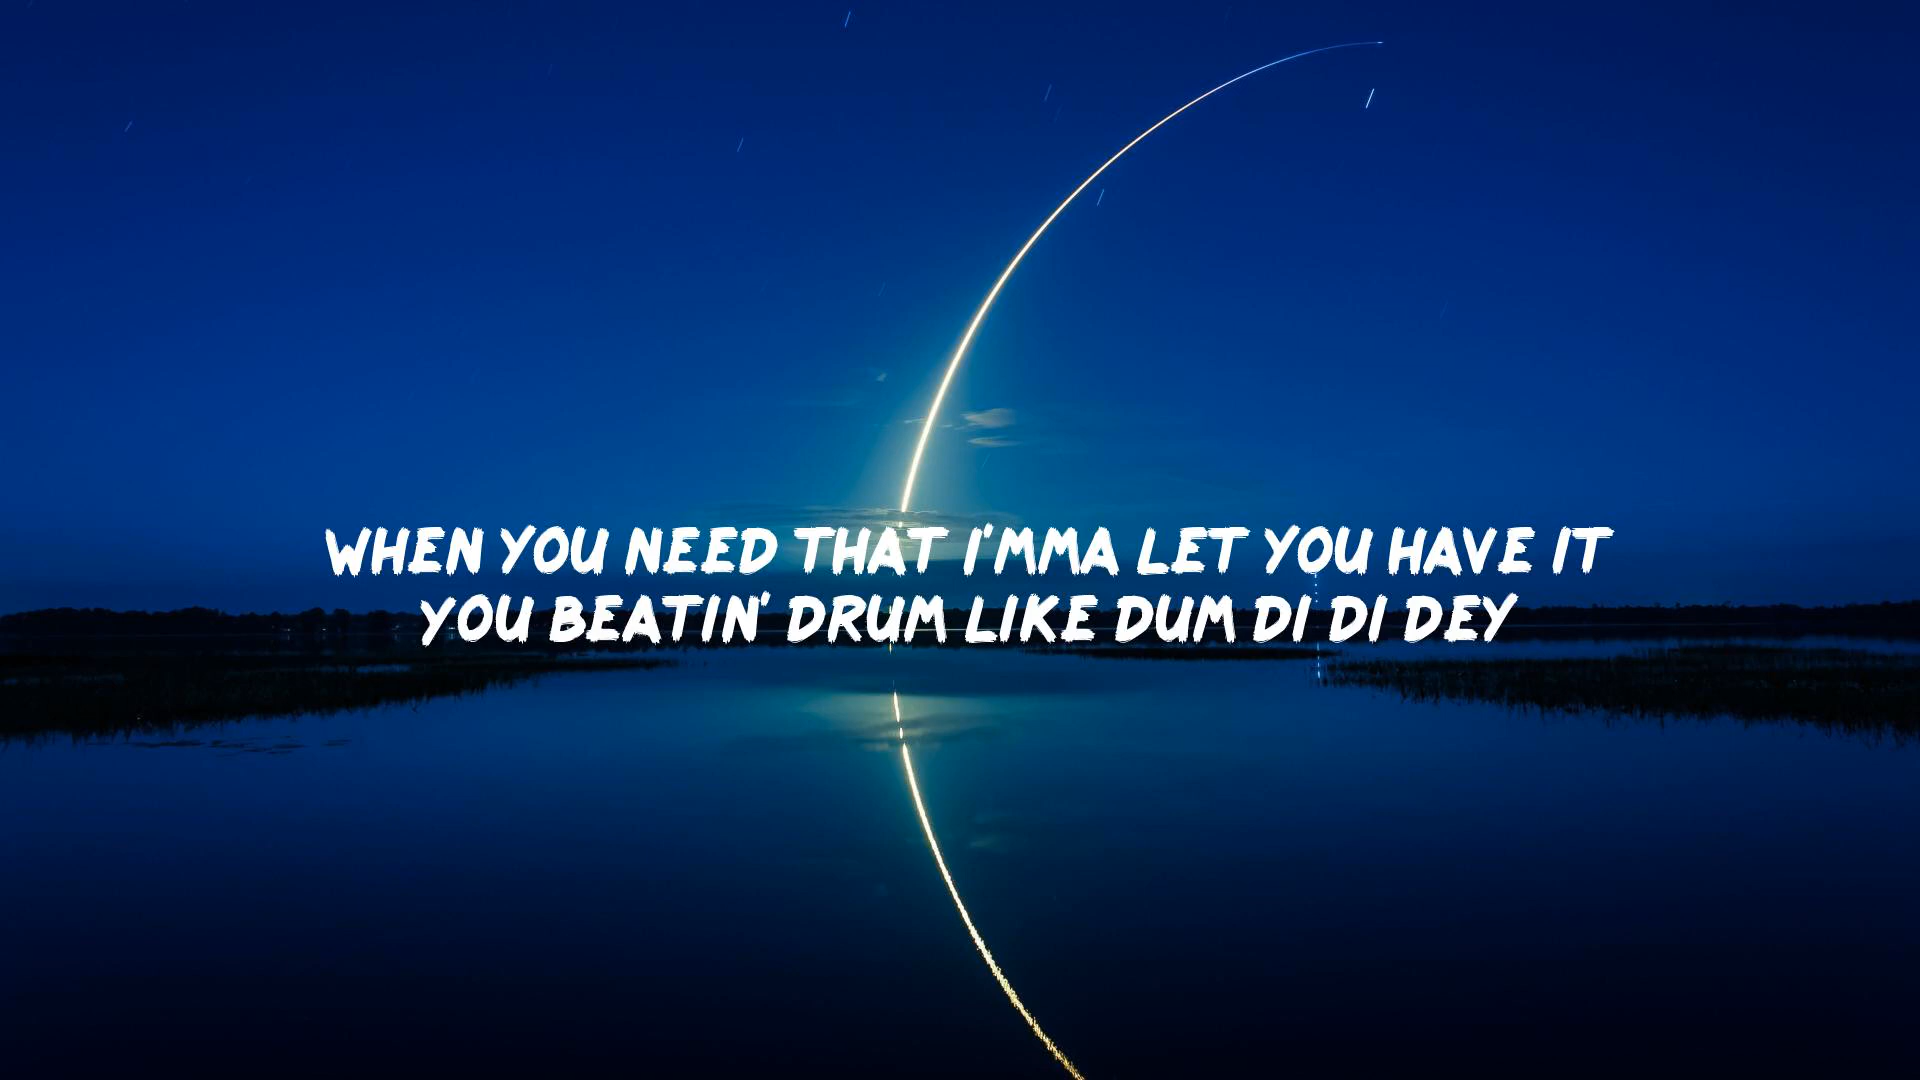 WHEN YOU NEED THAT I'MMA LET YOU HAVE IT
YOU BEATIN' DRUM LIKE DUM DI DI DEY